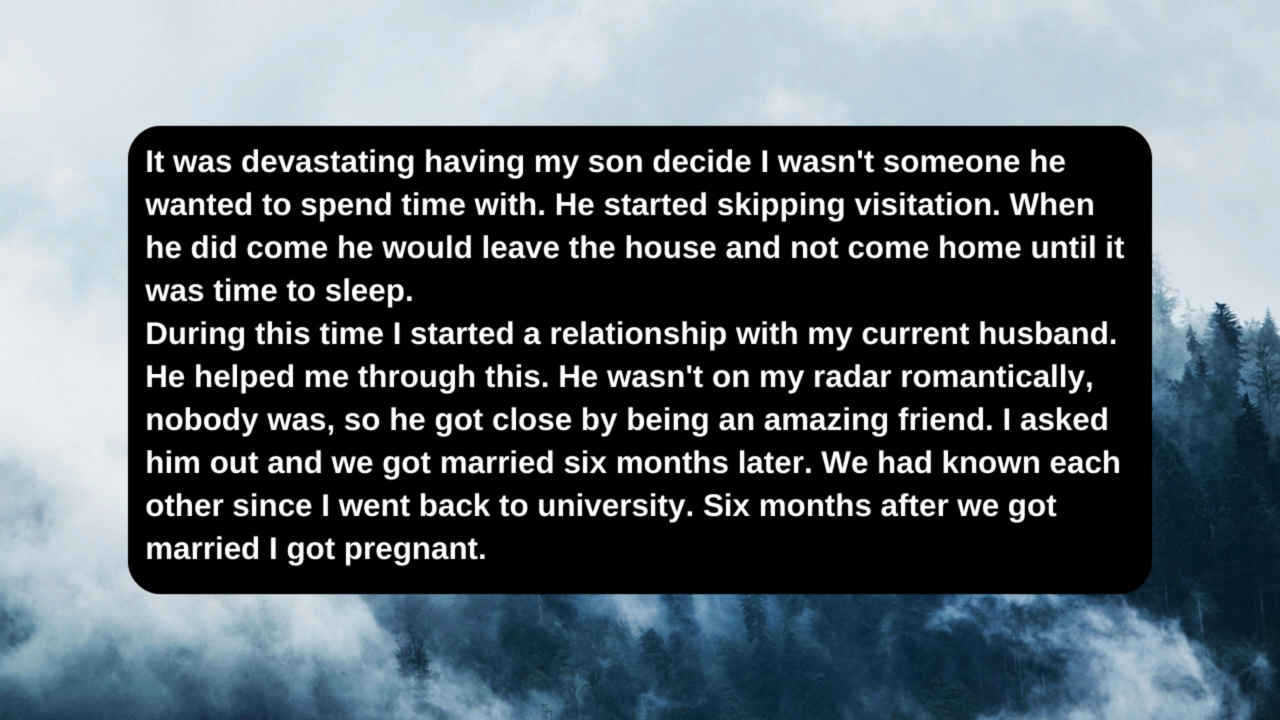 It was devastating having my son decide I wasn't someone he
wanted to spend time with. He started skipping visitation. When
he did come he would leave the house and not come home until it
was time to sleep.
During this time I started a relationship with my current husband.
He helped me through this. He wasn't on my radar romantically,
nobody was, so he got close by being an amazing friend. I asked
him out and we got married six months later. We had known each
other since I went back to university. Six months after we got
married I got pregnant.